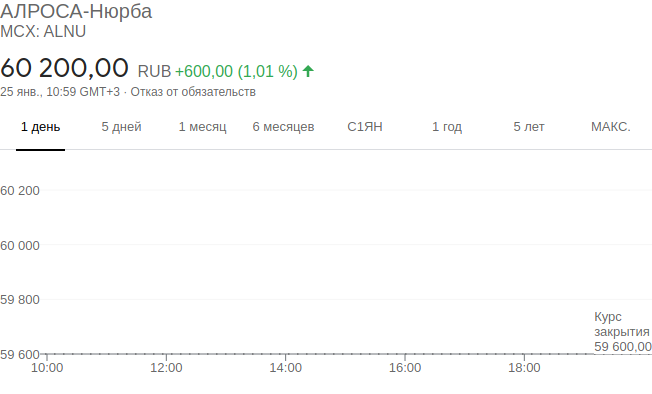 АЛРОСА-Нюрба
MCX: ALNU
60 200,00 RUB +600,00 (1,01 %)
25 янв., 10:59 GMT+3 · Отказ от обязательств
1 день 5 дней 1 месяц 6 месяцев С1ЯН 1 год 5 лет МАКС.
60 200
60 000
59 800
Курс
закрытия
59 600,00
59 600
10:00 12:00 14:00 16:00 18:00